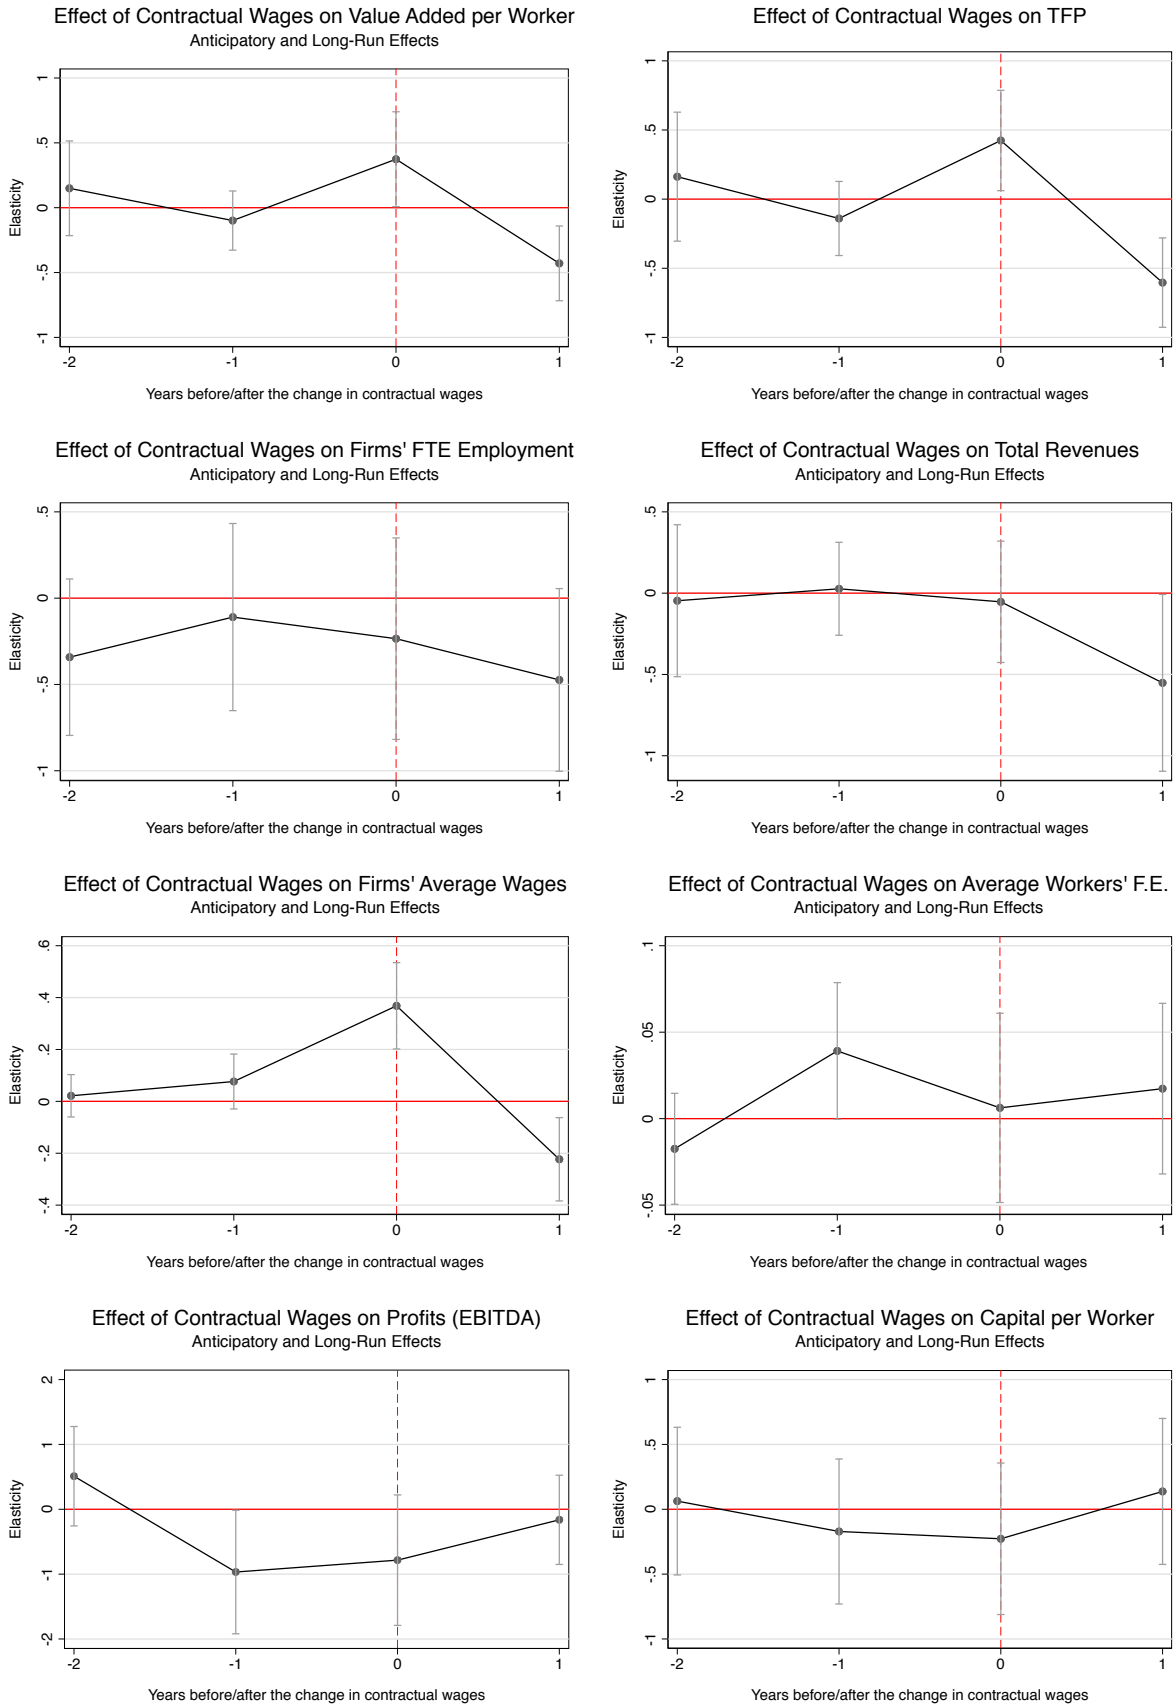 Effect of Contractual Wages on Value Added per Worker
Anticipatory and Long-Run Effects
1
.5
0
-.5
-1
Elasticity
-2 -1 0 1
Years before/after the change in contractual wages
Effect of Contractual Wages on TFP
1
.5
0
-.5
-1
Elasticity
-2 -1 0 1
Years before/after the change in contractual wages
Effect of Contractual Wages on Firms' FTE Employment
Anticipatory and Long-Run Effects
.5
0
-.5
-1
Elasticity
-2 -1 0 1
Years before/after the change in contractual wages
Effect of Contractual Wages on Total Revenues
Anticipatory and Long-Run Effects
.5
0
-.5
-1
Elasticity
-2 -1 0 1
Years before/after the change in contractual wages
Effect of Contractual Wages on Firms' Average Wages
Anticipatory and Long-Run Effects
.6
.4
.2
0
-.2
-.4
Elasticity
-2 -1 0 1
Years before/after the change in contractual wages
Effect of Contractual Wages on Average Workers' F.E.
Anticipatory and Long-Run Effects
.1
.05
0
-.05
Elasticity
-2 -1 0 1
Years before/after the change in contractual wages
Effect of Contractual Wages on Profits (EBITDA)
Anticipatory and Long-Run Effects
2
1
0
-1
-2
Elasticity
-2 -1 0 1
Years before/after the change in contractual wages
Effect of Contractual Wages on Capital per Worker
Anticipatory and Long-Run Effects
1
.5
0
-.5
-1
Elasticity
-2 -1 0 1
Years before/after the change in contractual wages